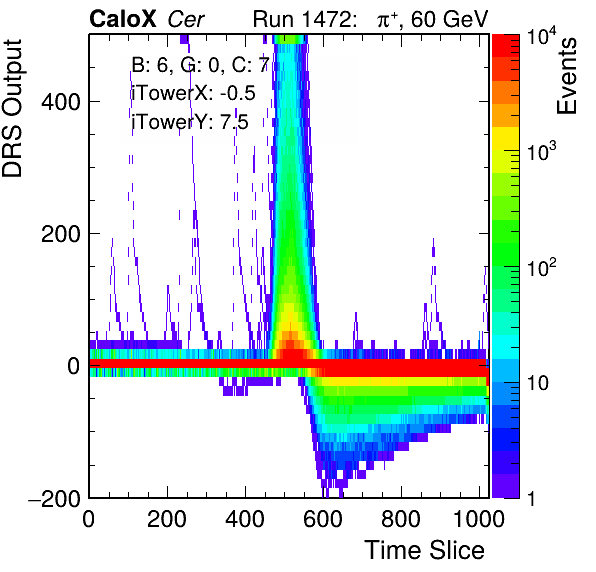 CaloX Cer Run 1472: π⁺, 60 GeV
B: 6, G: 0, C: 7
iTowerX: -0.5
iTowerY: 7.5
DRS Output
400
200
0
−200
0 200 400 600 800 1000
Time Slice
Events
10⁴
10³
10²
10
1